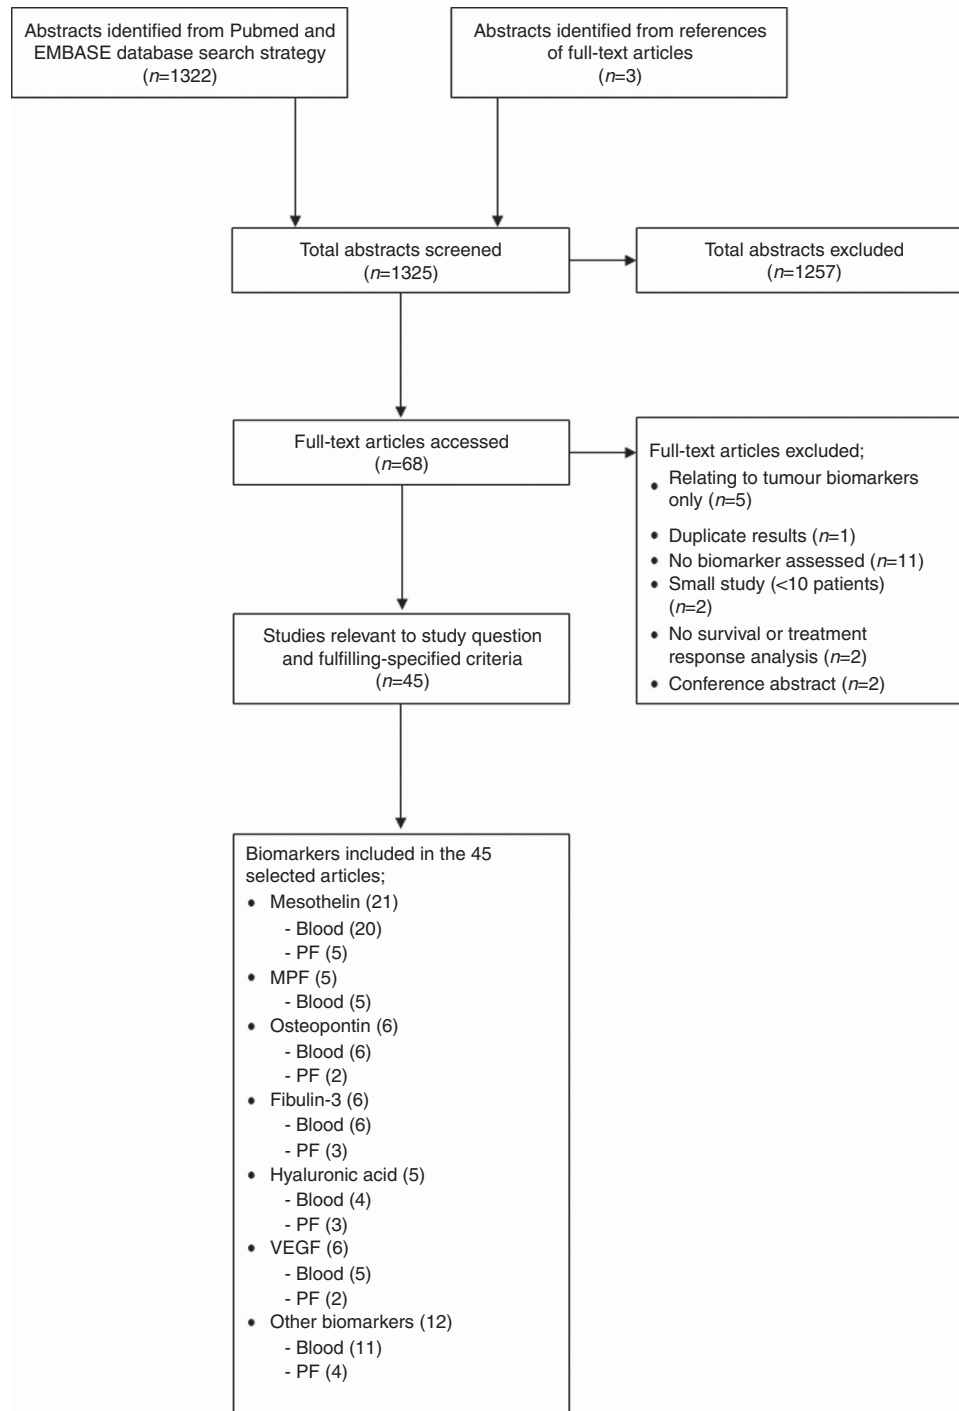 Abstracts identified from Pubmed and
EMBASE database search strategy
(n=1322)
Abstracts identified from references
of full-text articles
(n=3)
Total abstracts screened
(n=1325)
Total abstracts excluded
(n=1257)
Full-text articles accessed
(n=68)
Full-text articles excluded;
• Relating to tumour biomarkers
only (n=5)
• Duplicate results (n=1)
• No biomarker assessed (n=11)
• Small study (<10 patients)
(n=2)
• No survival or treatment
response analysis (n=2)
• Conference abstract (n=2)
Studies relevant to study question
and fulfilling-specified criteria
(n=45)
Biomarkers included in the 45
selected articles;
• Mesothelin (21)
- Blood (20)
- PF (5)
• MPF (5)
- Blood (5)
• Osteopontin (6)
- Blood (6)
- PF (2)
• Fibulin-3 (6)
- Blood (6)
- PF (3)
• Hyaluronic acid (5)
- Blood (4)
- PF (3)
• VEGF (6)
- Blood (5)
- PF (2)
• Other biomarkers (12)
- Blood (11)
- PF (4)